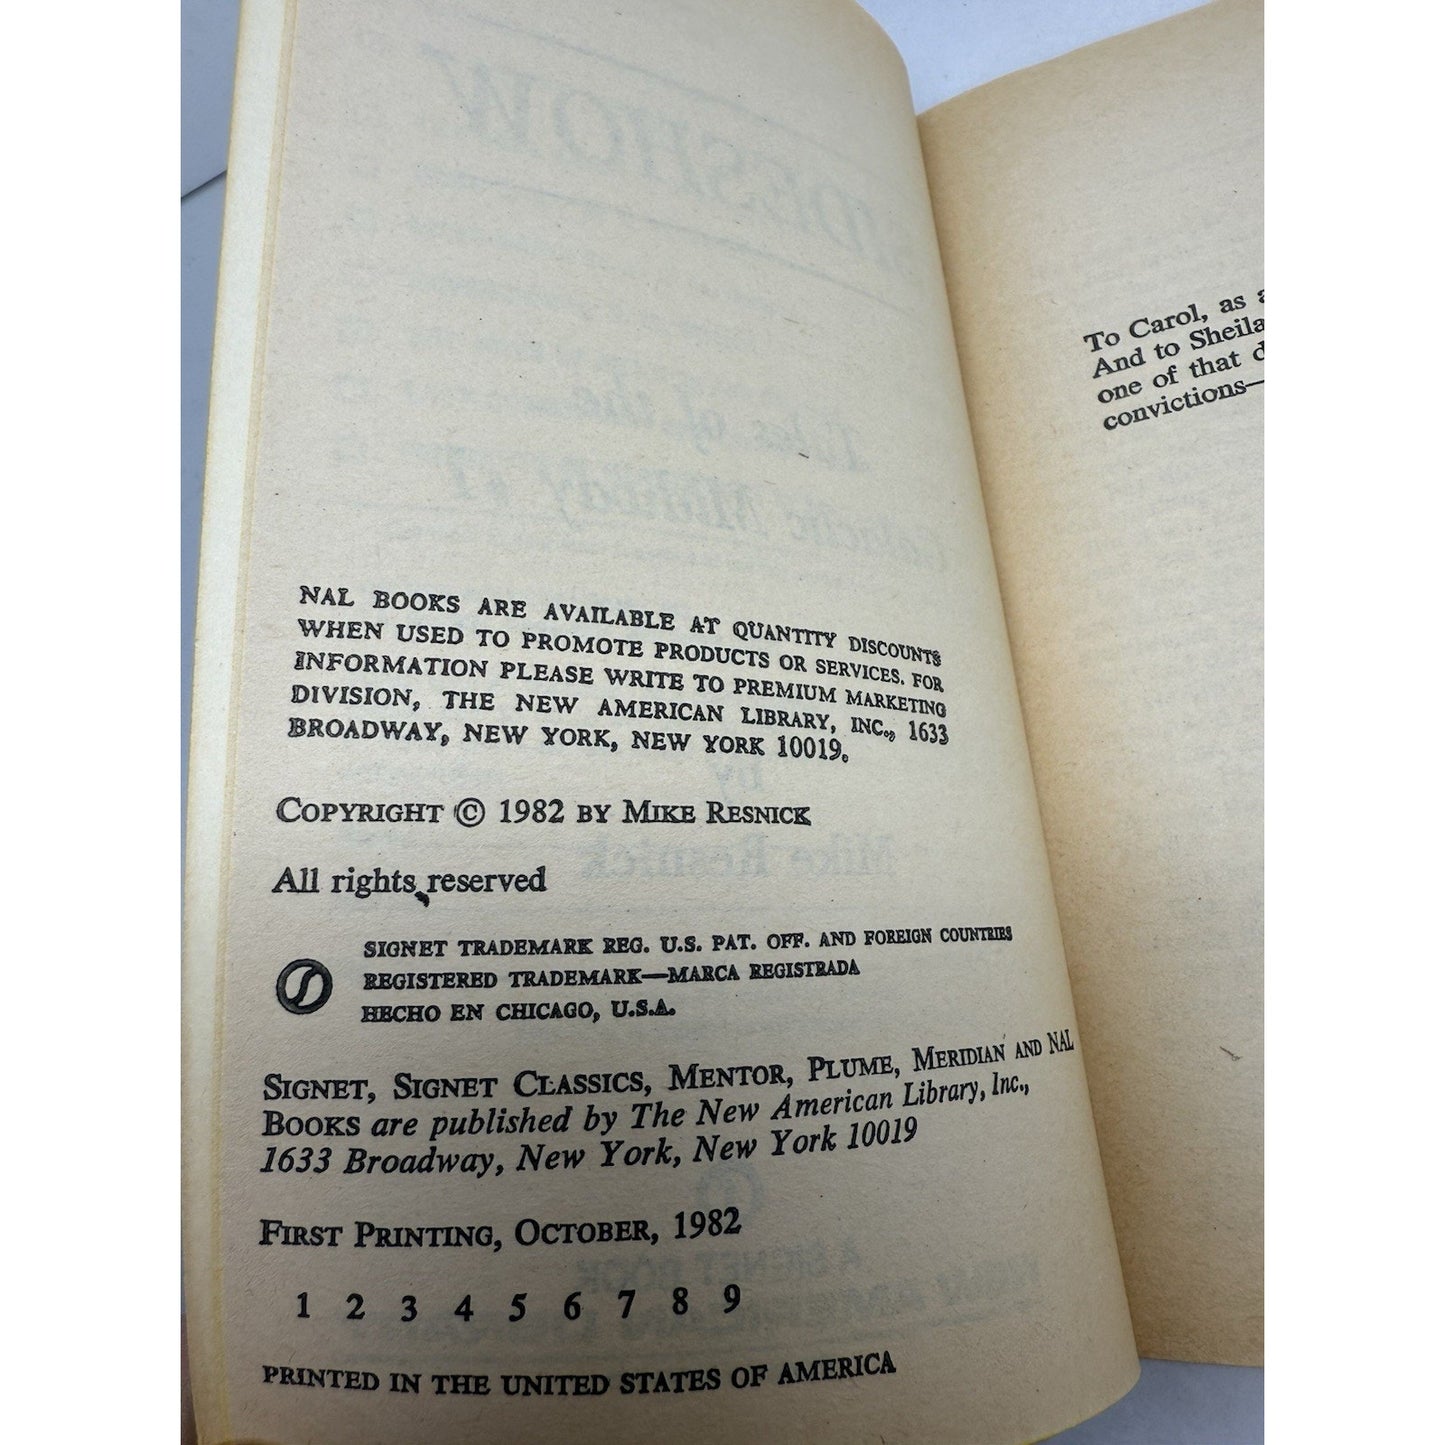 NAL BOOKS ARE AVAILABLE AT QUANTITY DISCOUNTS
WHEN USED TO PROMOTE PRODUCTS OR SERVICES. FOR
INFORMATION PLEASE WRITE TO PREMIUM MARKETING
DIVISION, THE NEW AMERICAN LIBRARY, INC., 1633
BROADWAY, NEW YORK, NEW YORK 10019.
COPYRIGHT © 1982 BY MIKE RESNICK
All rights reserved
SIGNET TRADEMARK REG. U.S. PAT. OFF. AND FOREIGN COUNTRIES
REGISTERED TRADEMARK—MARCA REGISTRADA
HECHO EN CHICAGO, U.S.A.
SIGNET, SIGNET CLASSICS, MENTOR, PLUME, MERIDIAN AND NAL
BOOKS are published by The New American Library, Inc.,
1633 Broadway, New York, New York 10019
FIRST PRINTING, OCTOBER, 1982
1 2 3 4 5 6 7 8 9
PRINTED IN THE UNITED STATES OF AMERICA
To Carol, as
And to Sheila
one of that
convictions—